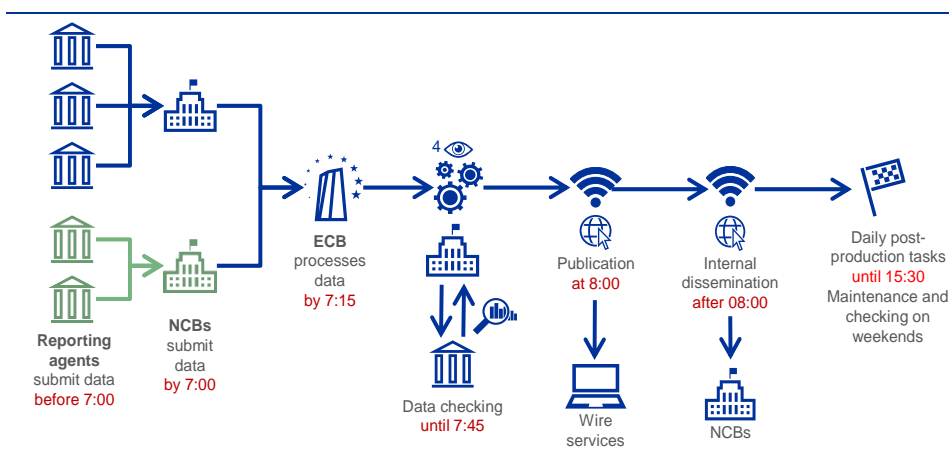 Reporting
agents
submit data
before 7:00
NCBs
submit
data
by 7:00
ECB
processes
data
by 7:15
4
Data checking
until 7:45
Publication
at 8:00
Wire
services
Internal
dissemination
after 08:00
NCBs
Daily post-
production tasks
until 15:30
Maintenance and
checking on
weekends